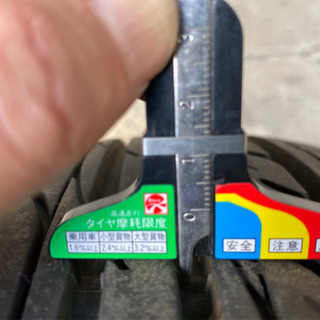 3
2
1
0
高速走行
タイヤ摩耗限度
乗用車 小型貨物 大型貨物
1.6%以上 2.4%以上 3.2%以上
安全 注意